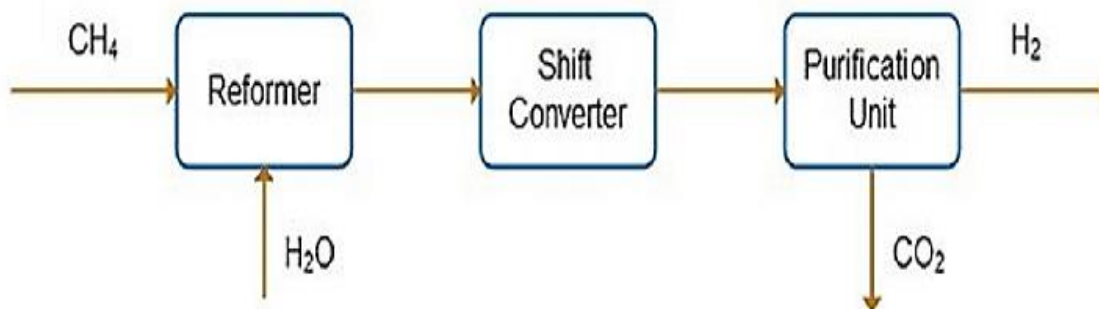 CH₄
Reformer
H₂O
Shift
Converter
Purification
Unit
H₂
CO₂